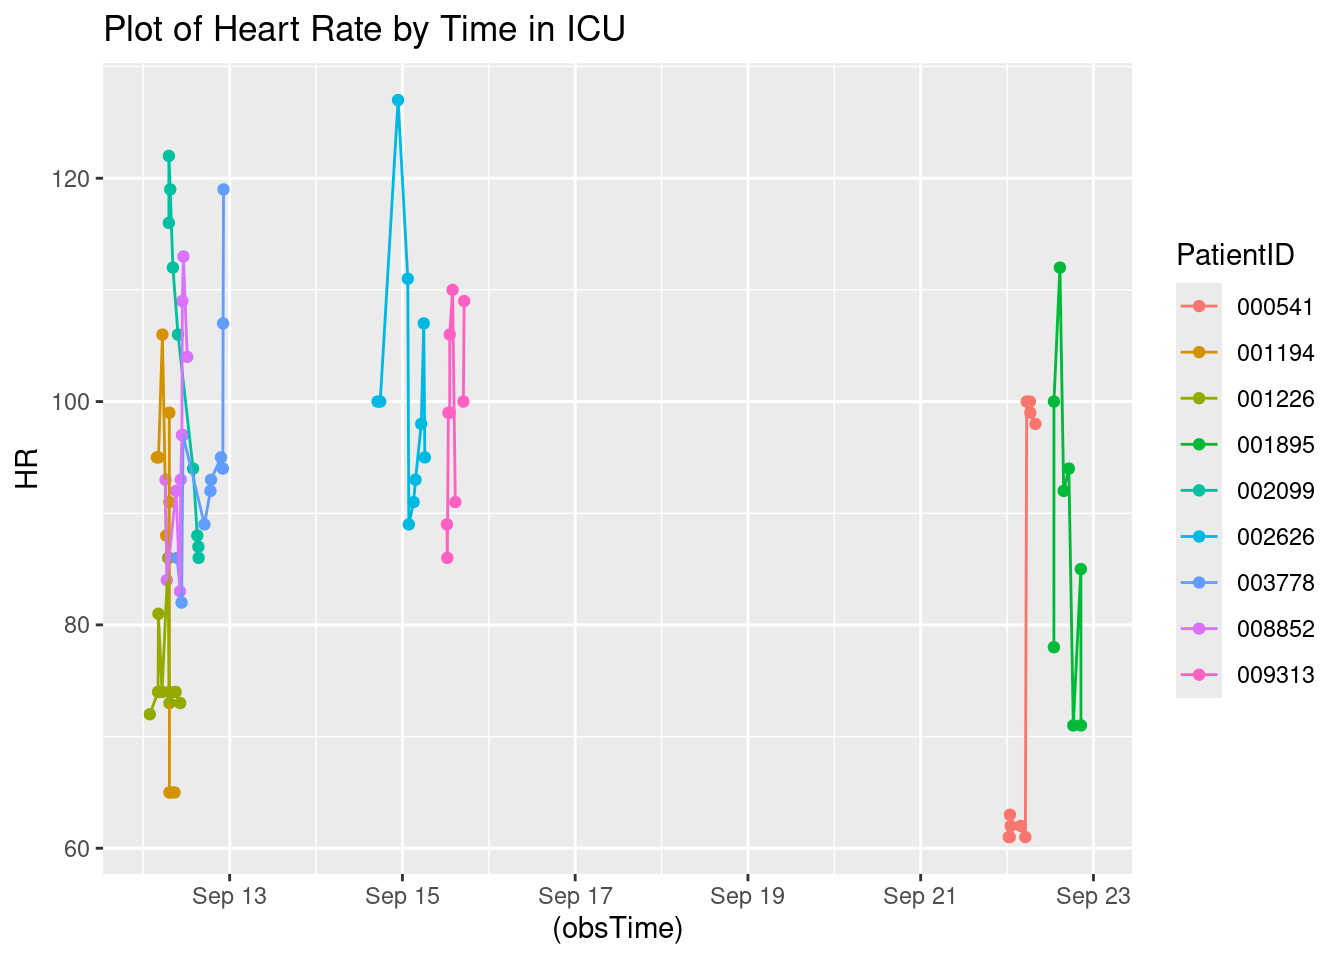 Plot of Heart Rate by Time in ICU
120
100
80
60
HR
Sep 13
Sep 15
Sep 17
Sep 19
Sep 21
Sep 23
(obsTime)
PatientID
000541
001194
001226
001895
002099
002626
003778
008852
009313